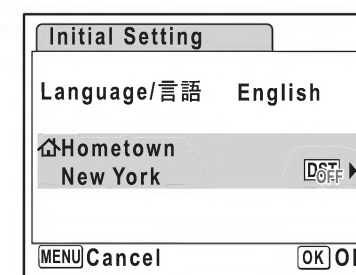 Initial Setting
Language/言語 English
Hometown
New York DST OFF
MENU Cancel OK